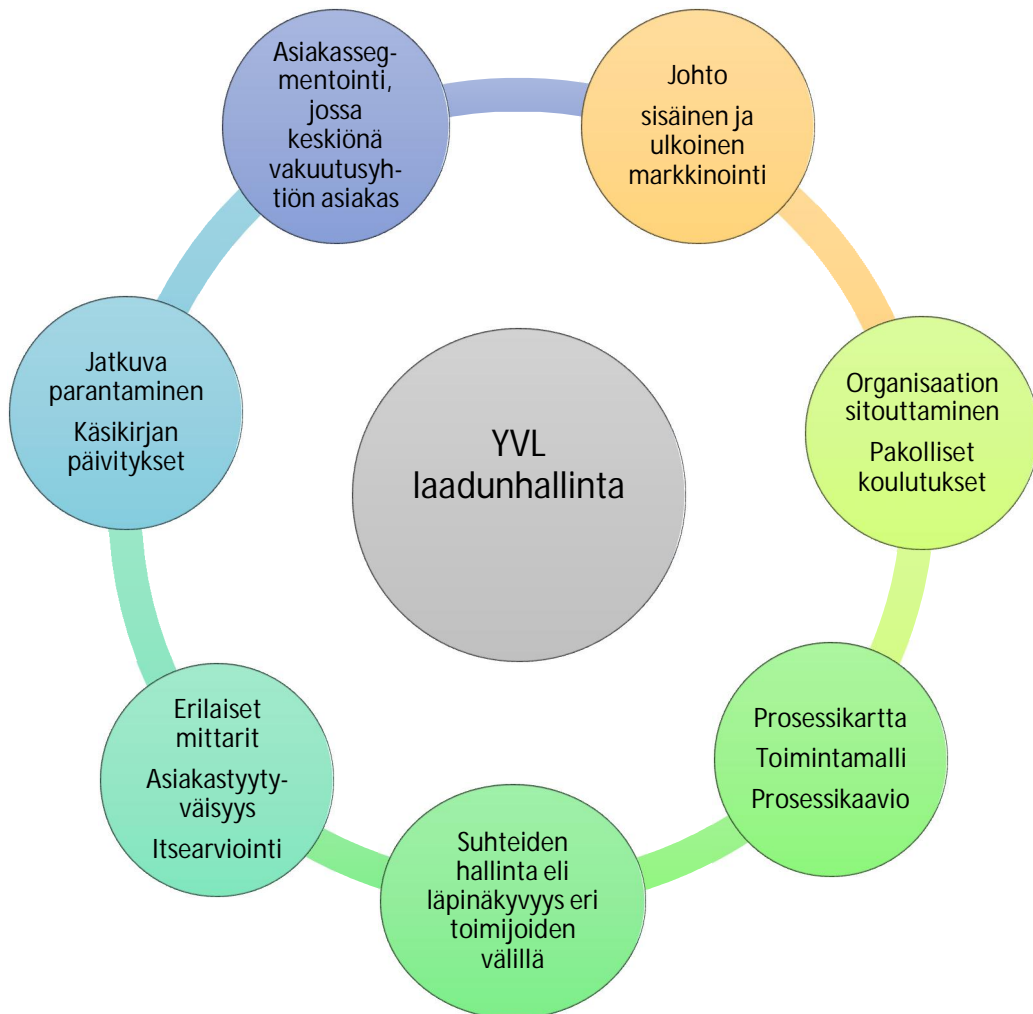 Asiakasseg-
mentointi,
jossa
keskiönä
vakuutusyh-
tiön asiakas
Johto
sisäinen ja
ulkoinen
markkinointi
Organisaation
sitouttaminen
Pakolliset
koulutukset
Prosessikartta
Toimintamalli
Prosessikaavio
Suhteiden
hallinta eli
läpinäkyvyys eri
toimijoiden
välillä
Erilaiset
mittarit
Asiakastyyty-
väisyys
Itsearviointi
Jatkuva
parantaminen
Käsikirjan
päivitykset
YVL
laadunhallinta